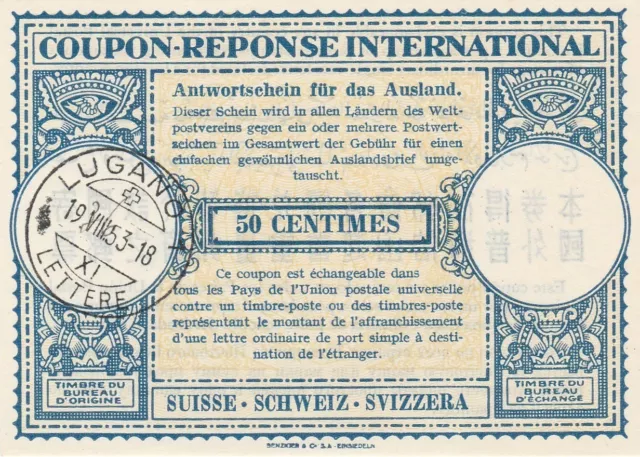 COUPON-REPONSE INTERNATIONAL
Antwortschein für das Ausland.
Dieser Schein wird in allen Ländern des Welt-
postvereins gegen ein oder mehrere Postwert-
zeichen im Gesamtwert der Gebühr für einen
einfachen gewöhnlichen Auslandsbrief umge-
tauscht.
LUGANO 1
19.VIII.53-18
XI
LETTERE
50 CENTIMES
Ce coupon est échangeable dans
tous les Pays de l'Union postale universelle
contre un timbre-poste ou des timbres-poste
représentant le montant de l'affranchissement
d'une lettre ordinaire de port simple à desti-
nation de l'étranger.
TIMBRE DU
BUREAU
D'ORIGINE
TIMBRE DU
BUREAU
D'ÉCHANGE
SUISSE · SCHWEIZ · SVIZZERA
BENZIGER & Co S.A - EINSIEDELN